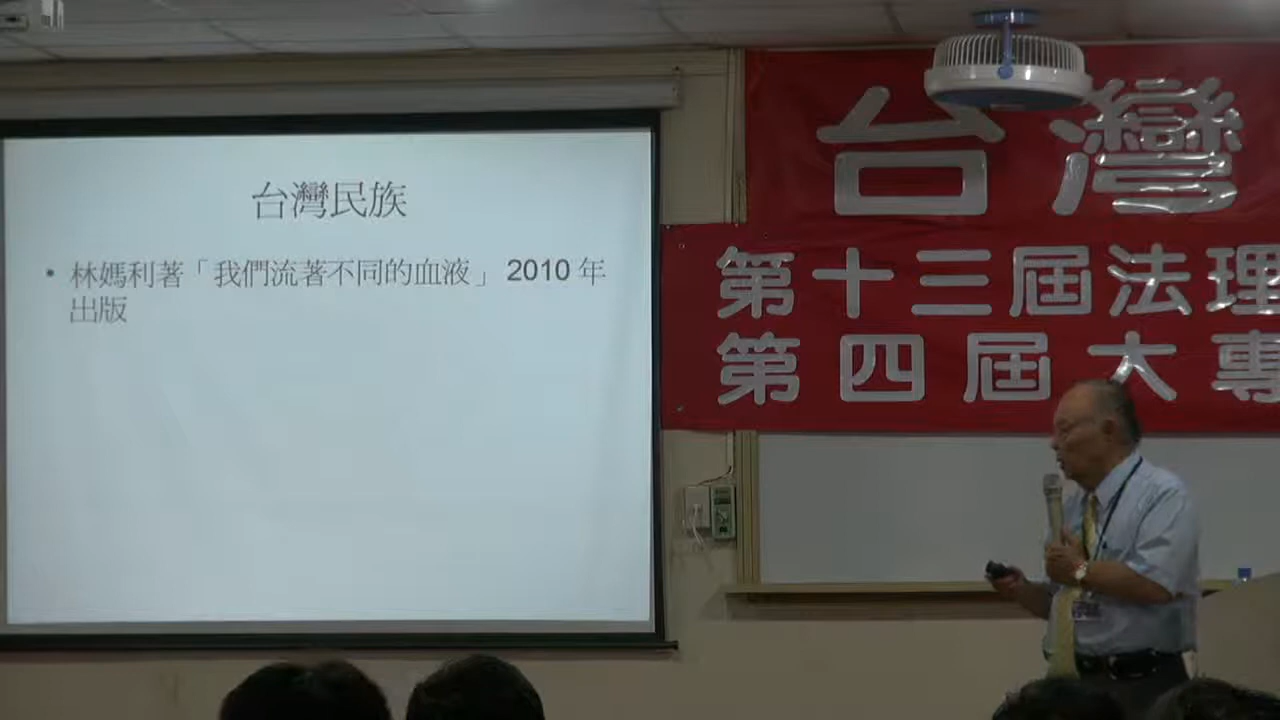 台灣民族
• 林媽利著「我們流著不同的血液」 2010 年
出版
台灣
第十三屆法理
第四屆大專